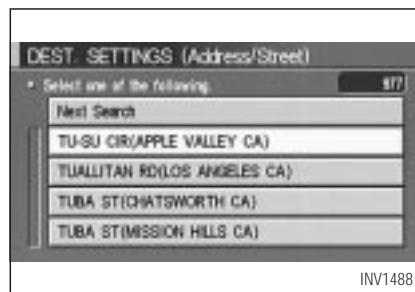 DEST. SETTINGS (Address/Street)
Select one of the following. 977
Next Search
TU-SU CIR(APPLE VALLEY CA)
TUALLITAN RD(LOS ANGELES CA)
TUBA ST(CHATSWORTH CA)
TUBA ST(MISSION HILLS CA)
INV1488